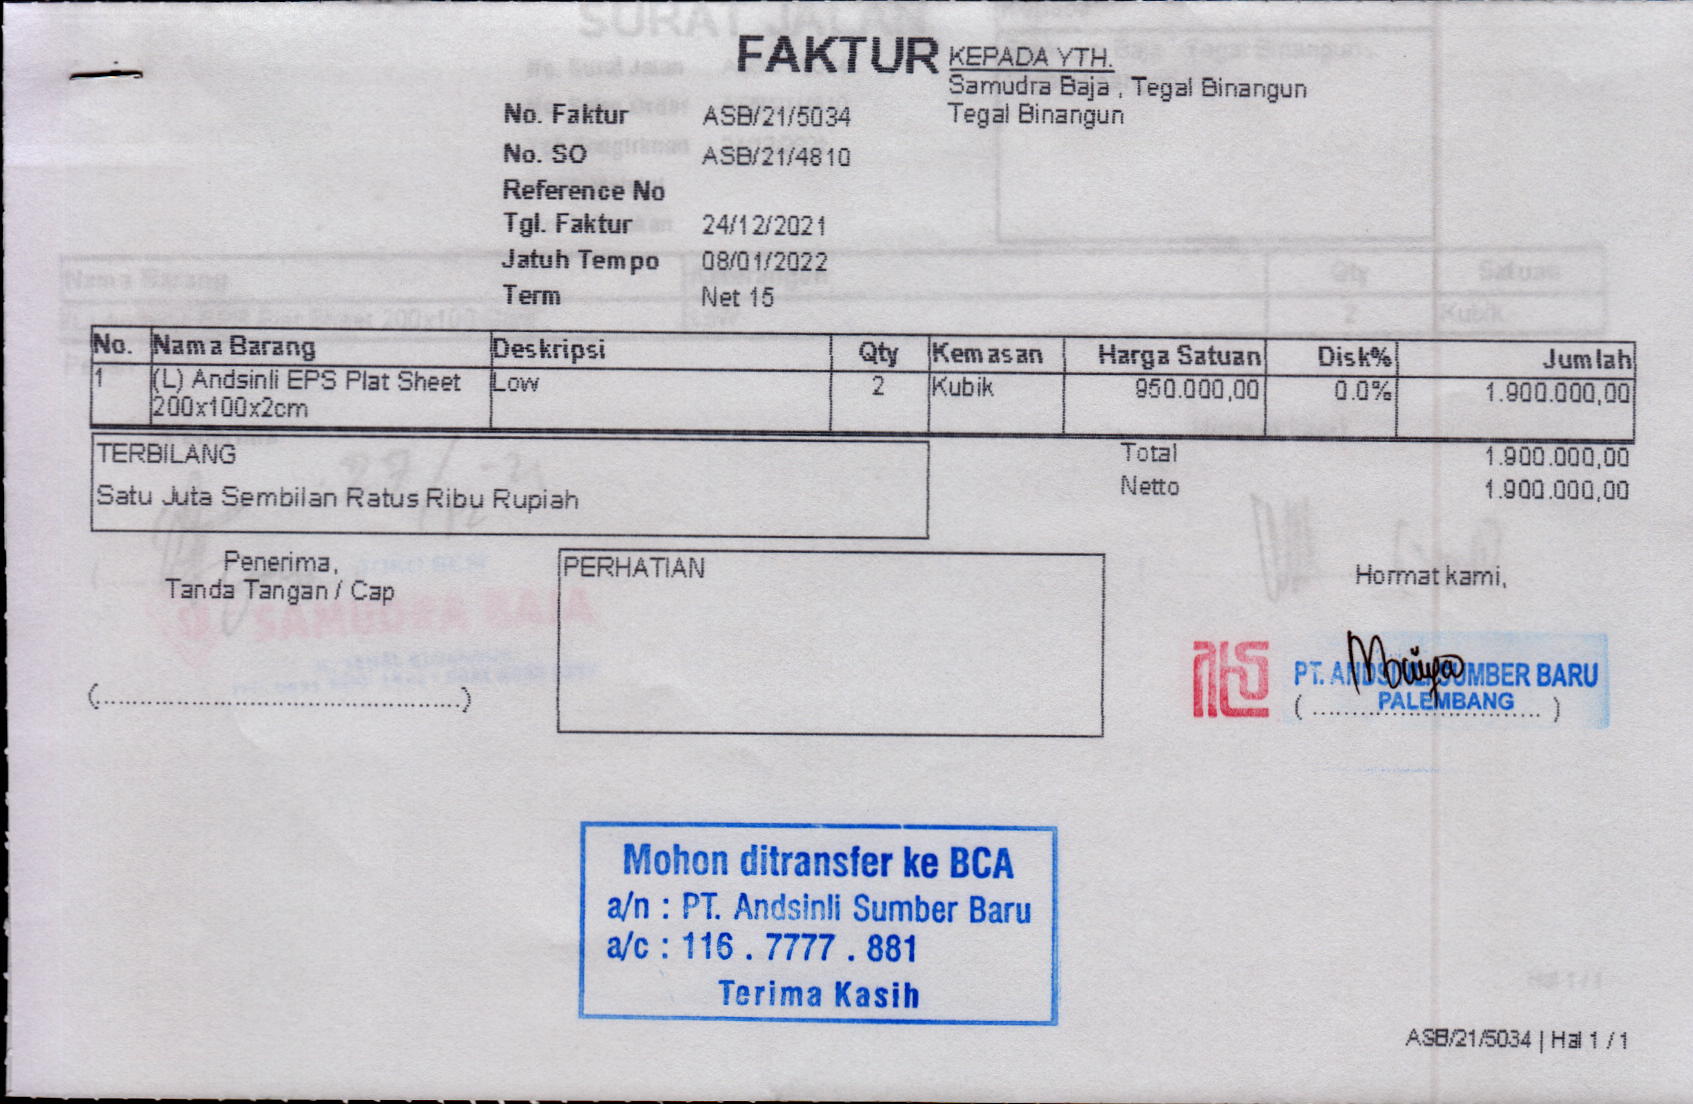 FAKTUR
KEPADA YTH.
Samudra Baja , Tegal Binangun
Tegal Binangun
No. Faktur ASB/21/5034
No. SO ASB/21/4810
Reference No
Tgl. Faktur 24/12/2021
Jatuh Tempo 08/01/2022
Term Net 15
No. Nama Barang Deskripsi Qty Kemasan Harga Satuan Disk% Jumlah
1 (L) Andsinli EPS Plat Sheet Low 2 Kubik 950.000,00 0.0% 1.900.000,00
200x100x2cm
TERBILANG
Satu Juta Sembilan Ratus Ribu Rupiah
Total 1.900.000,00
Netto 1.900.000,00
Penerima,
Tanda Tangan / Cap
(..............................................)
PERHATIAN
Hormat kami,
PT. ANDSINLI SUMBER BARU
PALEMBANG
( ............................. )
Mohon ditransfer ke BCA
a/n : PT. Andsinli Sumber Baru
a/c : 116 . 7777 . 881
Terima Kasih
ASB/21/5034 | Hal 1 / 1